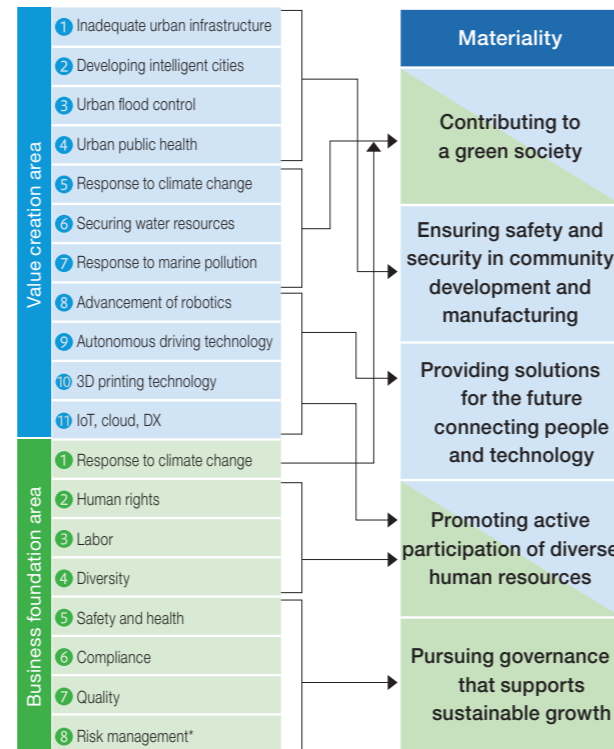 Value creation area
1 Inadequate urban infrastructure
2 Developing intelligent cities
3 Urban flood control
4 Urban public health
5 Response to climate change
6 Securing water resources
7 Response to marine pollution
8 Advancement of robotics
9 Autonomous driving technology
10 3D printing technology
11 IoT, cloud, DX
Business foundation area
1 Response to climate change
2 Human rights
3 Labor
4 Diversity
5 Safety and health
6 Compliance
7 Quality
8 Risk management*
Materiality
Contributing to
a green society
Ensuring safety and
security in community
development and
manufacturing
Providing solutions
for the future
connecting people
and technology
Promoting active
participation of diverse
human resources
Pursuing governance
that supports
sustainable growth